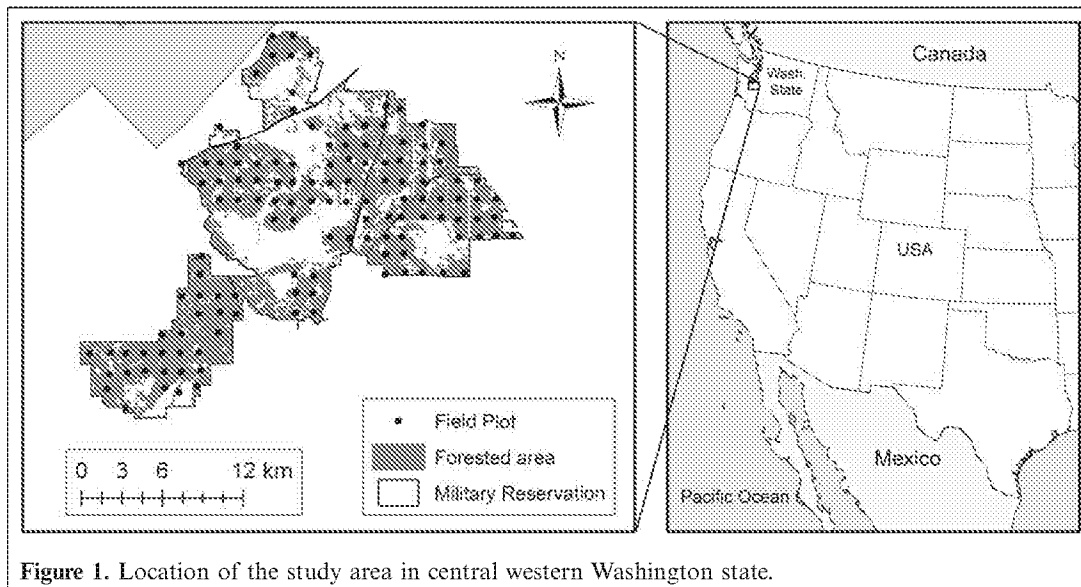 N
Field Plot
Forested area
Military Reservation
0 3 6 12 km
Canada
Wash.
State
USA
Mexico
Pacific Ocean
Figure 1. Location of the study area in central western Washington state.